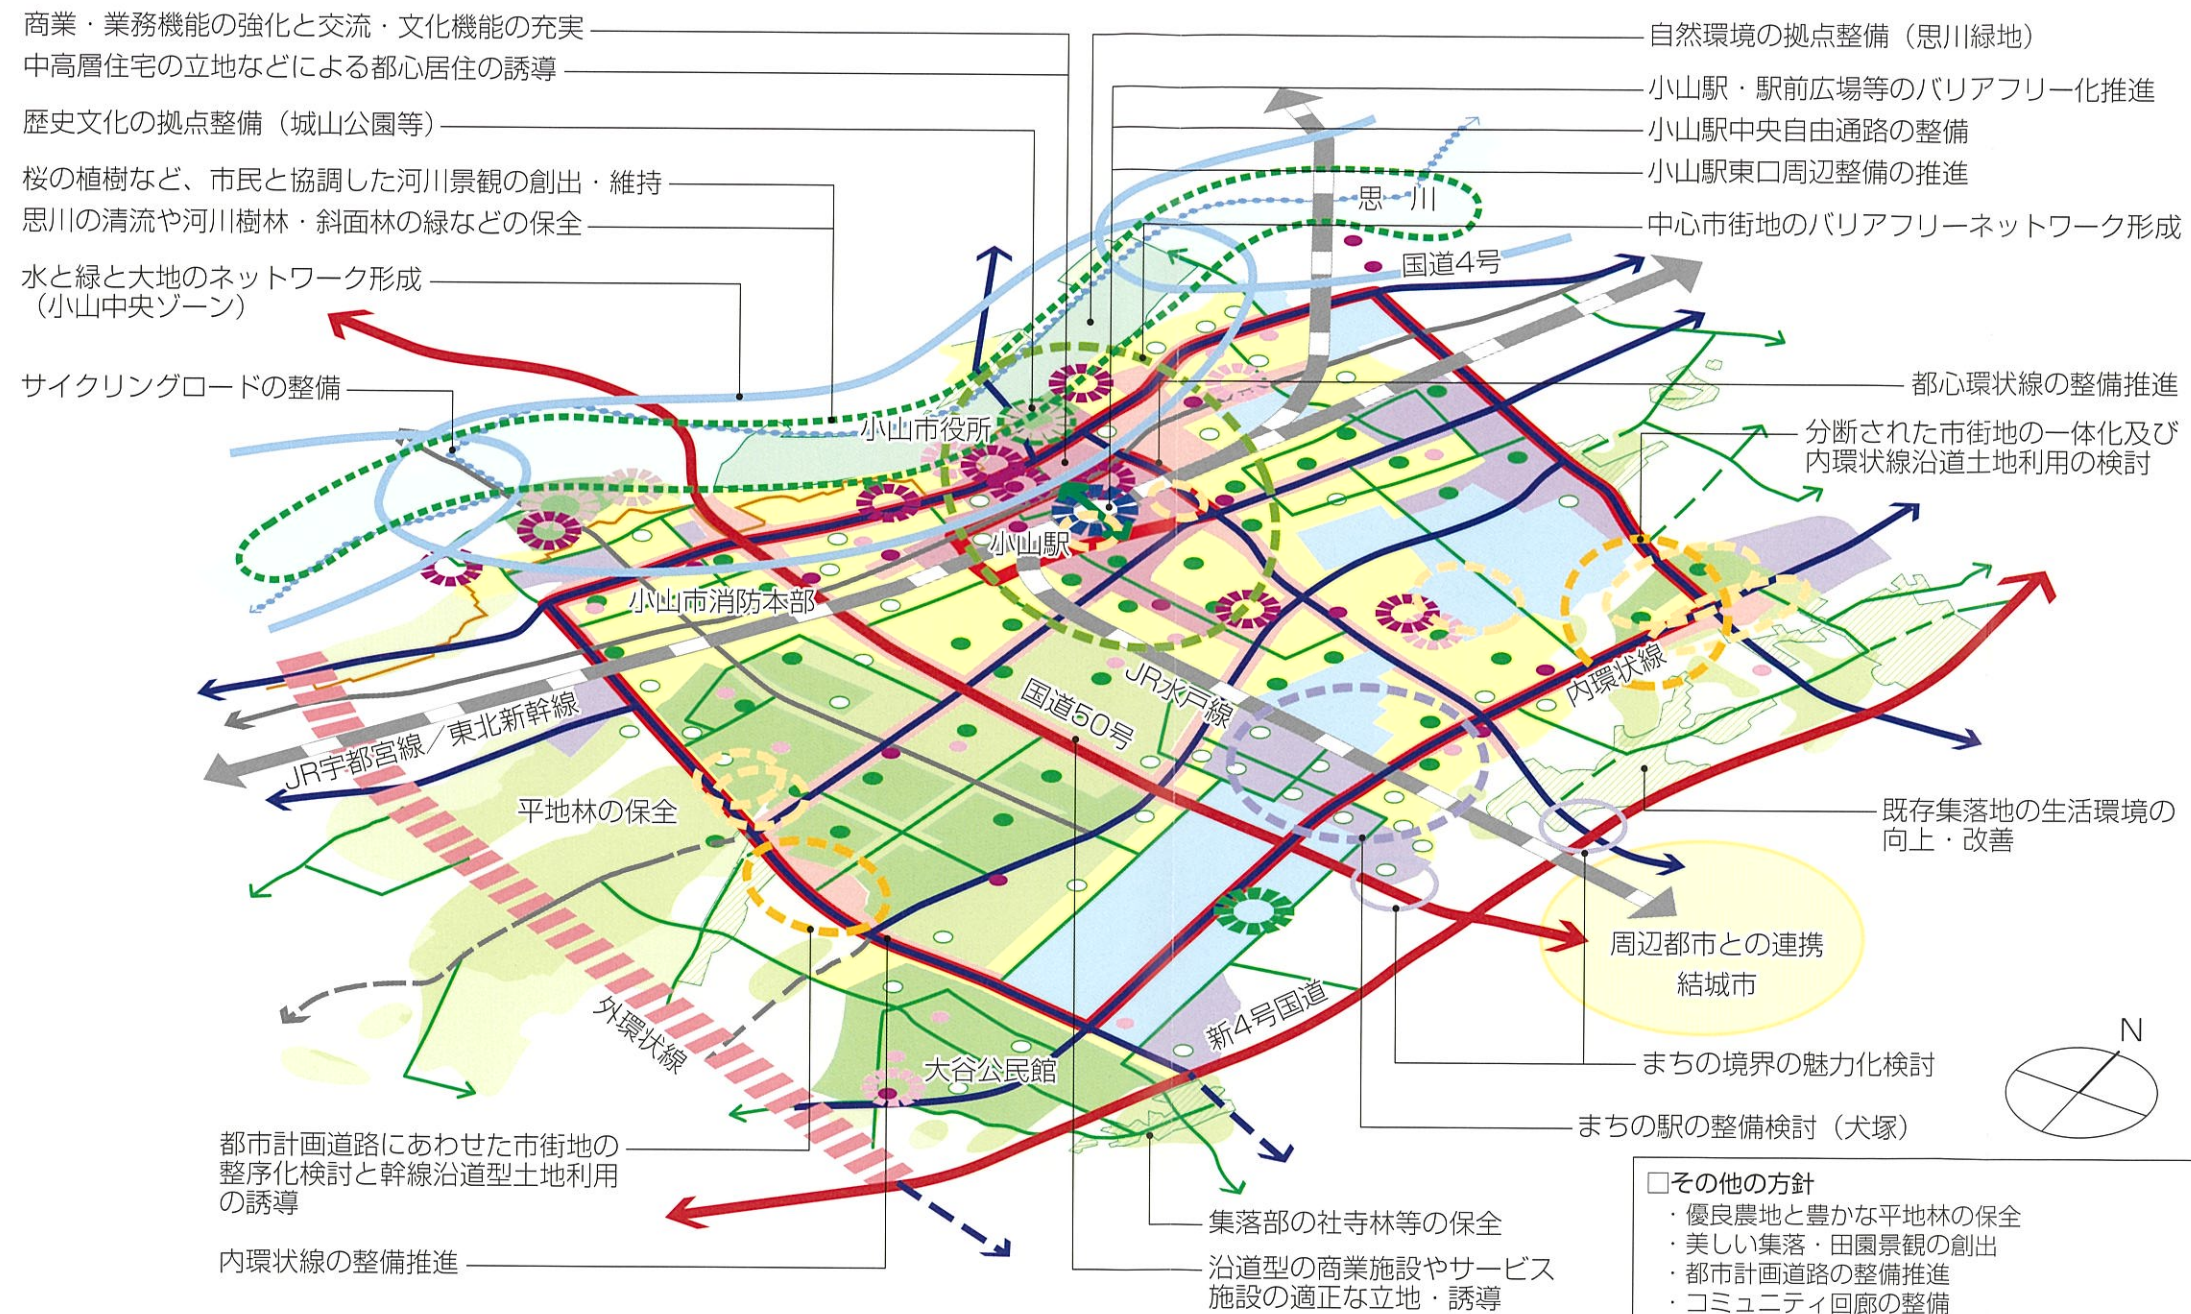 商業・業務機能の強化と交流・文化機能の充実
中高層住宅の立地などによる都心居住の誘導
歴史文化の拠点整備（城山公園等）
桜の植樹など、市民と協調した河川景観の創出・維持
思川の清流や河川樹林・斜面林の緑などの保全
水と緑と大地のネットワーク形成
（小山中央ゾーン）
サイクリングロードの整備
自然環境の拠点整備（思川緑地）
小山駅・駅前広場等のバリアフリー化推進
小山駅中央自由通路の整備
小山駅東口周辺整備の推進
中心市街地のバリアフリーネットワーク形成
都心環状線の整備推進
分断された市街地の一体化及び
内環状線沿道土地利用の検討
思　川
国道4号
小山市役所
小山駅
小山市消防本部
JR宇都宮線／東北新幹線
JR水戸線
国道50号
内環状線
平地林の保全
既存集落地の生活環境の
向上・改善
周辺都市との連携
結城市
外環状線
新4号国道
大谷公民館
まちの境界の魅力化検討
まちの駅の整備検討（犬塚）
N
都市計画道路にあわせた市街地の
整序化検討と幹線沿道型土地利用
の誘導
内環状線の整備推進
集落部の社寺林等の保全
沿道型の商業施設やサービス
施設の適正な立地・誘導
□その他の方針
・優良農地と豊かな平地林の保全
・美しい集落・田園景観の創出
・都市計画道路の整備推進
・コミュニティ回廊の整備